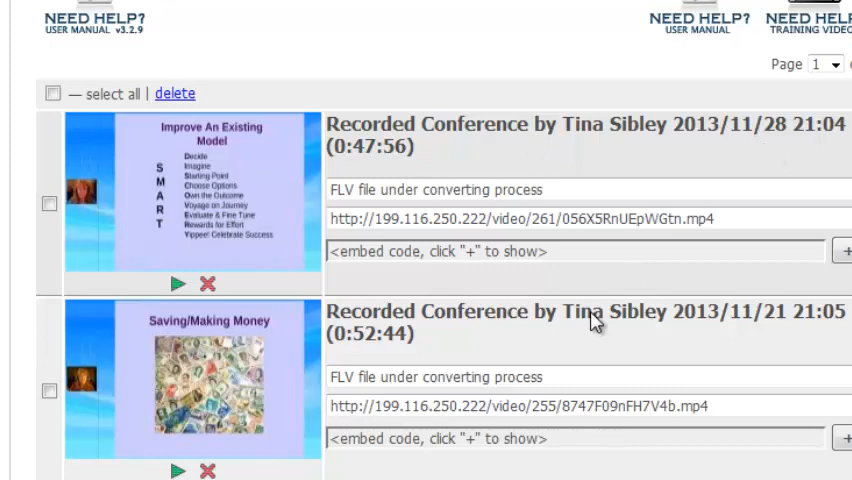 NEED HELP?
USER MANUAL v3.2.9
NEED HELP?
USER MANUAL
NEED HELP
TRAINING VIDEO
Page 1
— select all | delete
Improve An Existing
Model
S M A R T
Decide
Imagine
Starting Point
Choose Options
Own the Outcome
Voyage on Journey
Evaluate & Fine Tune
Rewards for Effort
Yippee! Celebrate Success
Recorded Conference by Tina Sibley 2013/11/28 21:04
(0:47:56)
FLV file under converting process
http://199.116.250.222/video/261/056X5RnUEpWGtn.mp4
<embed code, click "+" to show>
+
Saving/Making Money
Recorded Conference by Tina Sibley 2013/11/21 21:05
(0:52:44)
FLV file under converting process
http://199.116.250.222/video/255/8747F09nFH7V4b.mp4
<embed code, click "+" to show>
+